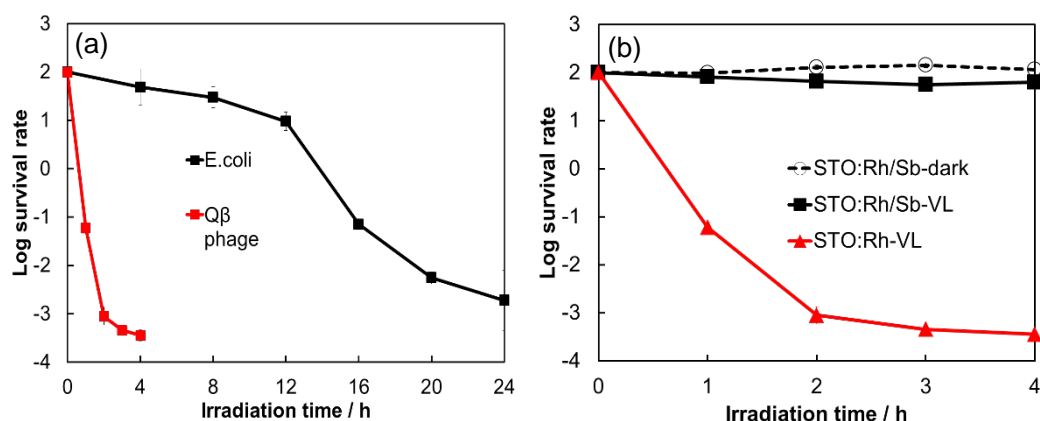 (a)
3
2
1
0
-1
-2
-3
-4
Log survival rate
E.coli
Qβ
phage
0 4 8 12 16 20 24
Irradiation time / h
(b)
3
2
1
0
-1
-2
-3
-4
Log survival rate
STO:Rh/Sb-dark
STO:Rh/Sb-VL
STO:Rh-VL
0 1 2 3 4
Irradiation time / h